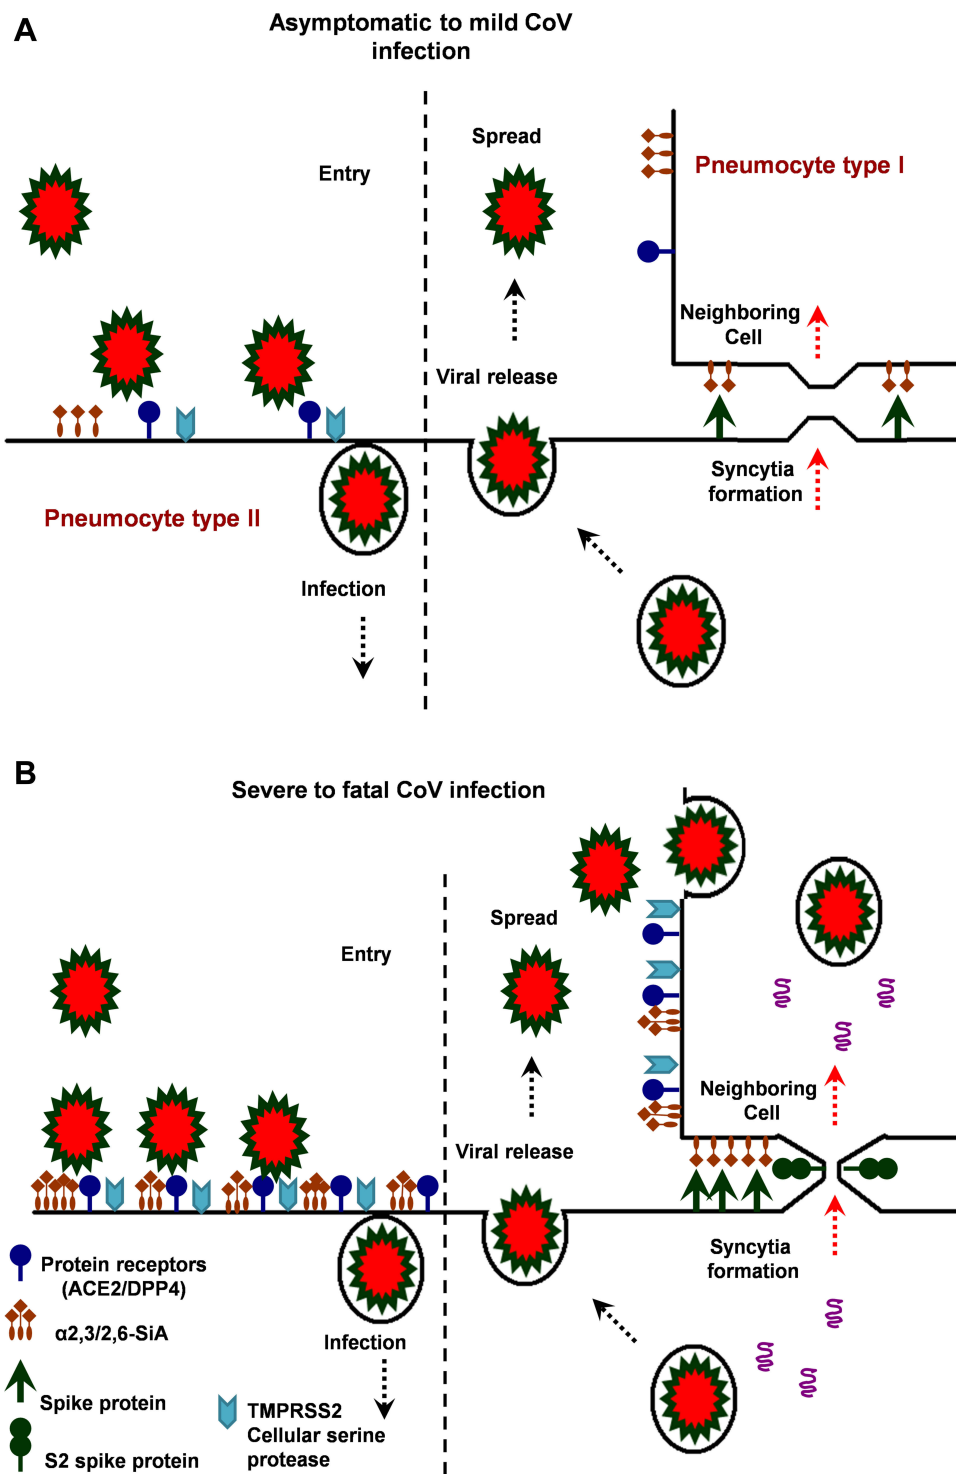 A
Asymptomatic to mild CoV
infection
Spread
Entry
Pneumocyte type I
Neighboring
Cell
Viral release
Syncytia
formation
Pneumocyte type II
Infection
B
Severe to fatal CoV infection
Spread
Entry
Neighboring
Cell
Viral release
Syncytia
formation
Protein receptors
(ACE2/DPP4)
α2,3/2,6-SiA
Infection
Spike protein
S2 spike protein
TMPRSS2
Cellular serine
protease